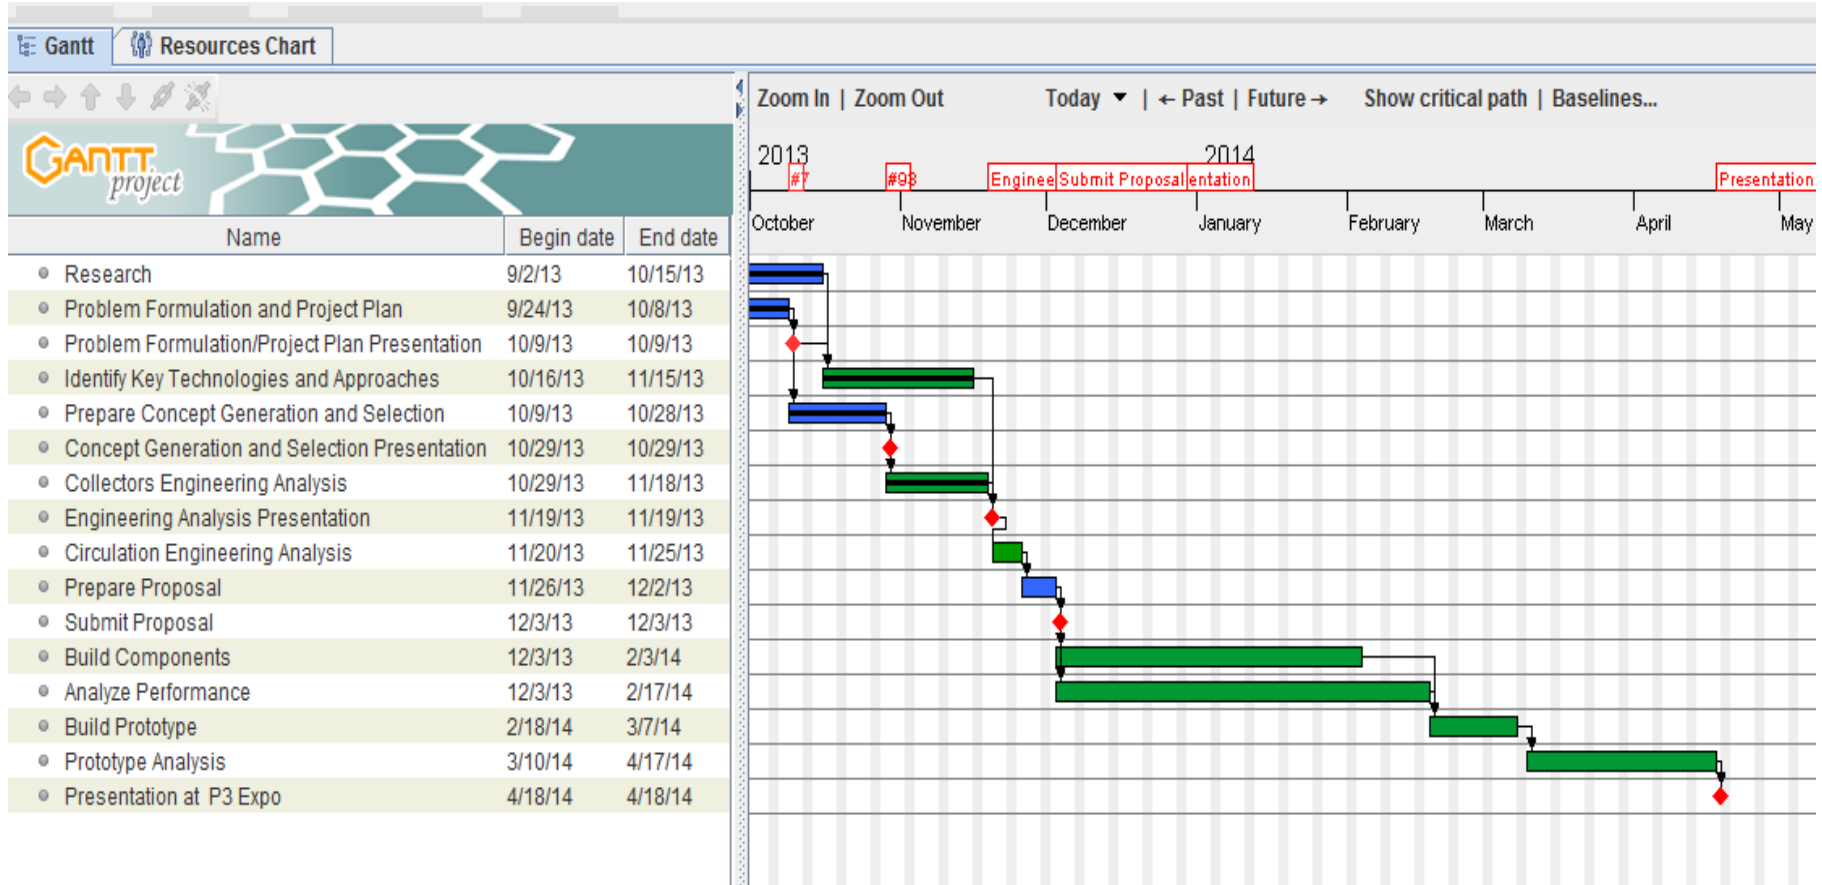 Gantt Resources Chart
Zoom In | Zoom Out Today ▼ | ← Past | Future → Show critical path | Baselines...
GANTT
project
2013 2014
#7 #93 Enginee Submit Proposal entation Presentation
October November December January February March April May
Name Begin date End date
Research 9/2/13 10/15/13
Problem Formulation and Project Plan 9/24/13 10/8/13
Problem Formulation/Project Plan Presentation 10/9/13 10/9/13
Identify Key Technologies and Approaches 10/16/13 11/15/13
Prepare Concept Generation and Selection 10/9/13 10/28/13
Concept Generation and Selection Presentation 10/29/13 10/29/13
Collectors Engineering Analysis 10/29/13 11/18/13
Engineering Analysis Presentation 11/19/13 11/19/13
Circulation Engineering Analysis 11/20/13 11/25/13
Prepare Proposal 11/26/13 12/2/13
Submit Proposal 12/3/13 12/3/13
Build Components 12/3/13 2/3/14
Analyze Performance 12/3/13 2/17/14
Build Prototype 2/18/14 3/7/14
Prototype Analysis 3/10/14 4/17/14
Presentation at P3 Expo 4/18/14 4/18/14